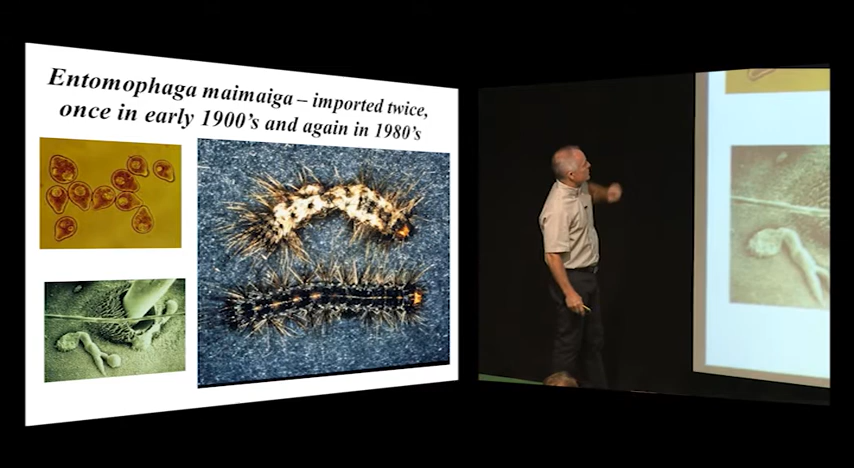 Entomophaga maimaiga – imported twice,
once in early 1900's and again in 1980's